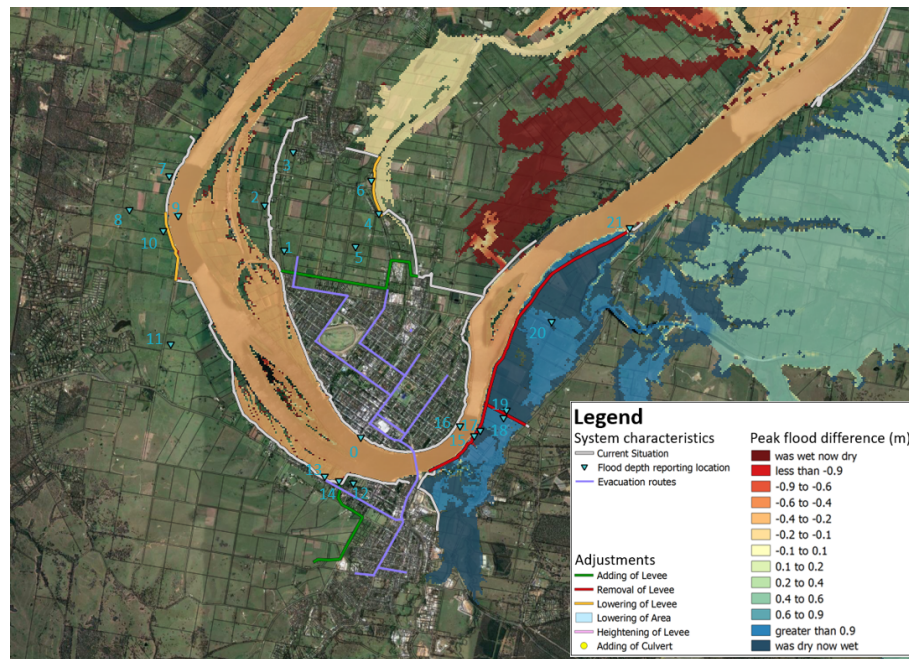 3
7
6
8
2
9
4
21
10
1
5
20
11
19
16
17
18
15
0
13
14
12
Legend
System characteristics
Current Situation
Flood depth reporting location
Evacuation routes
Adjustments
Adding of Levee
Removal of Levee
Lowering of Levee
Lowering of Area
Heightening of Levee
Adding of Culvert
Peak flood difference (m)
was wet now dry
less than -0.9
-0.9 to -0.6
-0.6 to -0.4
-0.4 to -0.2
-0.2 to -0.1
-0.1 to 0.1
0.1 to 0.2
0.2 to 0.4
0.4 to 0.6
0.6 to 0.9
greater than 0.9
was dry now wet